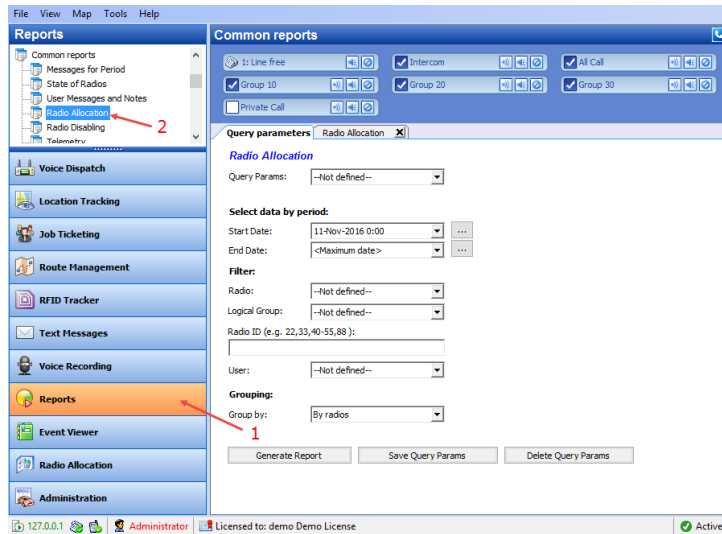 File View Map Tools Help
Reports
Common reports
Messages for Period
State of Radios
User Messages and Notes
Radio Allocation
Radio Disabling
Telemetry
2
Voice Dispatch
Location Tracking
Job Ticketing
Route Management
RFID Tracker
Text Messages
Voice Recording
Reports
Event Viewer
Radio Allocation
Administration
1
Common reports
1: Line free
Intercom
All Call
Group 10
Group 20
Group 30
Private Call
Query parameters Radio Allocation X
Radio Allocation
Query Params: --Not defined--
Select data by period:
Start Date: 11-Nov-2016 0:00 ...
End Date: <Maximum date> ...
Filter:
Radio: --Not defined--
Logical Group: --Not defined--
Radio ID (e.g. 22,33,40-55,88 ):
User: --Not defined--
Grouping:
Group by: By radios
Generate Report Save Query Params Delete Query Params
127.0.0.1 Administrator Licensed to: demo Demo License Active